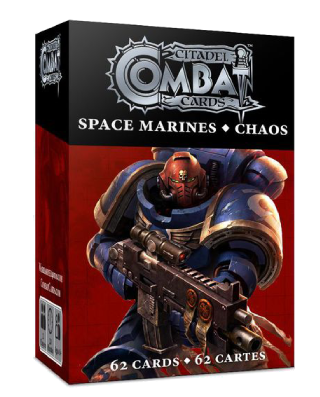 CITADEL
COMBAT
CARDS
SPACE MARINES ◆ CHAOS
62 CARDS ◆ 62 CARTES